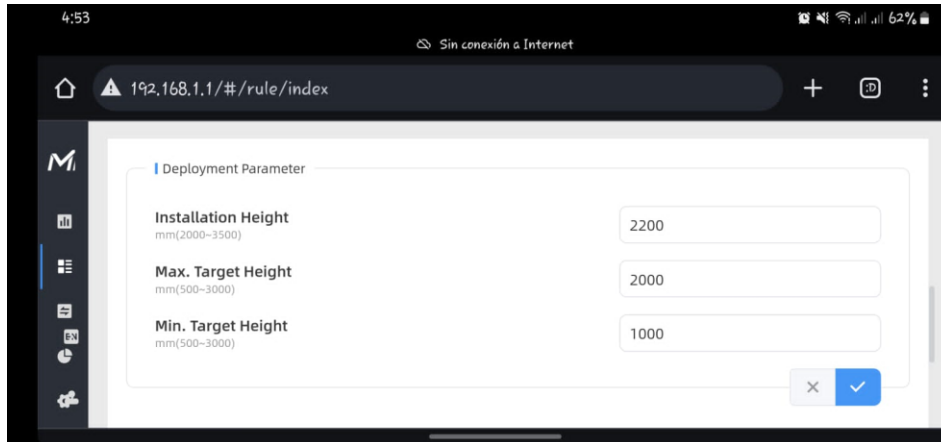 4:53
62%
Sin conexión a Internet
192.168.1.1/#/rule/index
:D
Deployment Parameter
Installation Height
mm(2000~3500)
2200
Max. Target Height
mm(500~3000)
2000
Min. Target Height
mm(500~3000)
1000